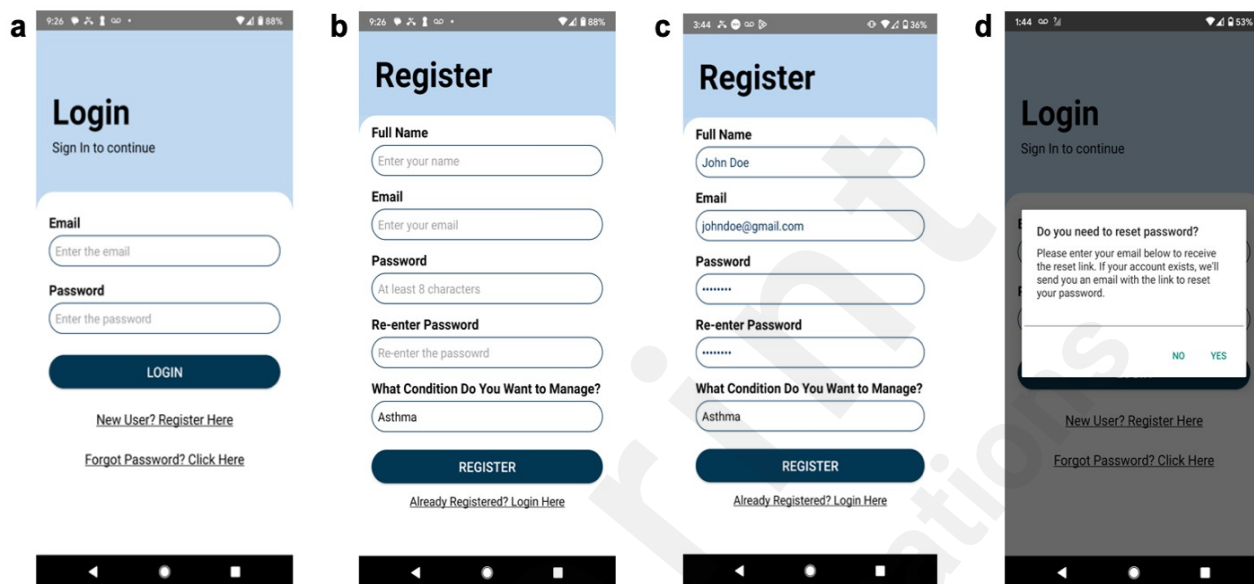 a
9:26 88%
Login
Sign In to continue
Email
Enter the email
Password
Enter the password
LOGIN
New User? Register Here
Forgot Password? Click Here
b
9:26 88%
Register
Full Name
Enter your name
Email
Enter your email
Password
At least 8 characters
Re-enter Password
Re-enter the passowrd
What Condition Do You Want to Manage?
Asthma
REGISTER
Already Registered? Login Here
c
3:44 36%
Register
Full Name
John Doe
Email
johndoe@gmail.com
Password
••••••••
Re-enter Password
••••••••
What Condition Do You Want to Manage?
Asthma
REGISTER
Already Registered? Login Here
d
1:44 53%
Login
Sign In to continue
Do you need to reset password?
Please enter your email below to receive
the reset link. If your account exists, we'll
send you an email with the link to reset
your password.
NO YES
New User? Register Here
Forgot Password? Click Here
rint
ations